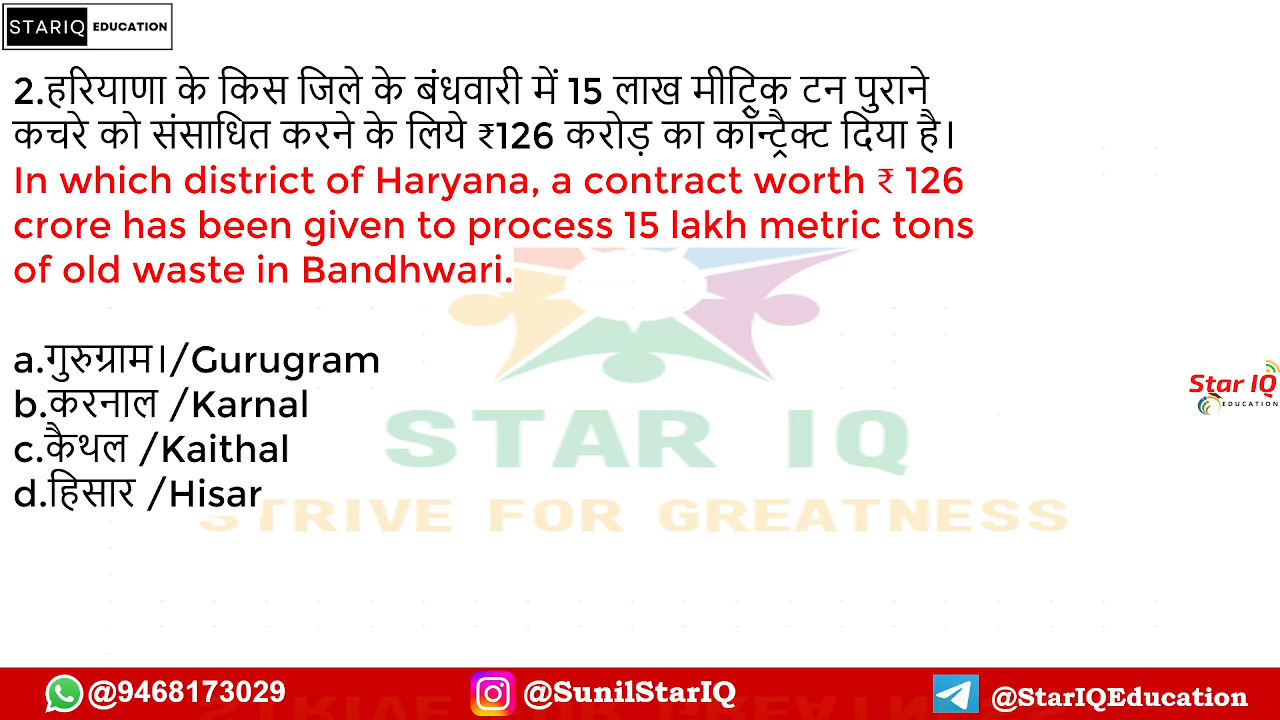 STARIQ EDUCATION
2.हरियाणा के किस जिले के बंधवारी में 15 लाख मीट्रिक टन पुराने
कचरे को संसाधित करने के लिये ₹126 करोड़ का कॉन्ट्रैक्ट दिया है।
In which district of Haryana, a contract worth ₹ 126
crore has been given to process 15 lakh metric tons
of old waste in Bandhwari.
a.गुरुग्राम।/Gurugram
b.करनाल /Karnal
c.कैथल /Kaithal
d.हिसार /Hisar
STAR IQ
STRIVE FOR GREATNESS
Star IQ
EDUCATION
@9468173029 @SunilStarIQ @StarIQEducation